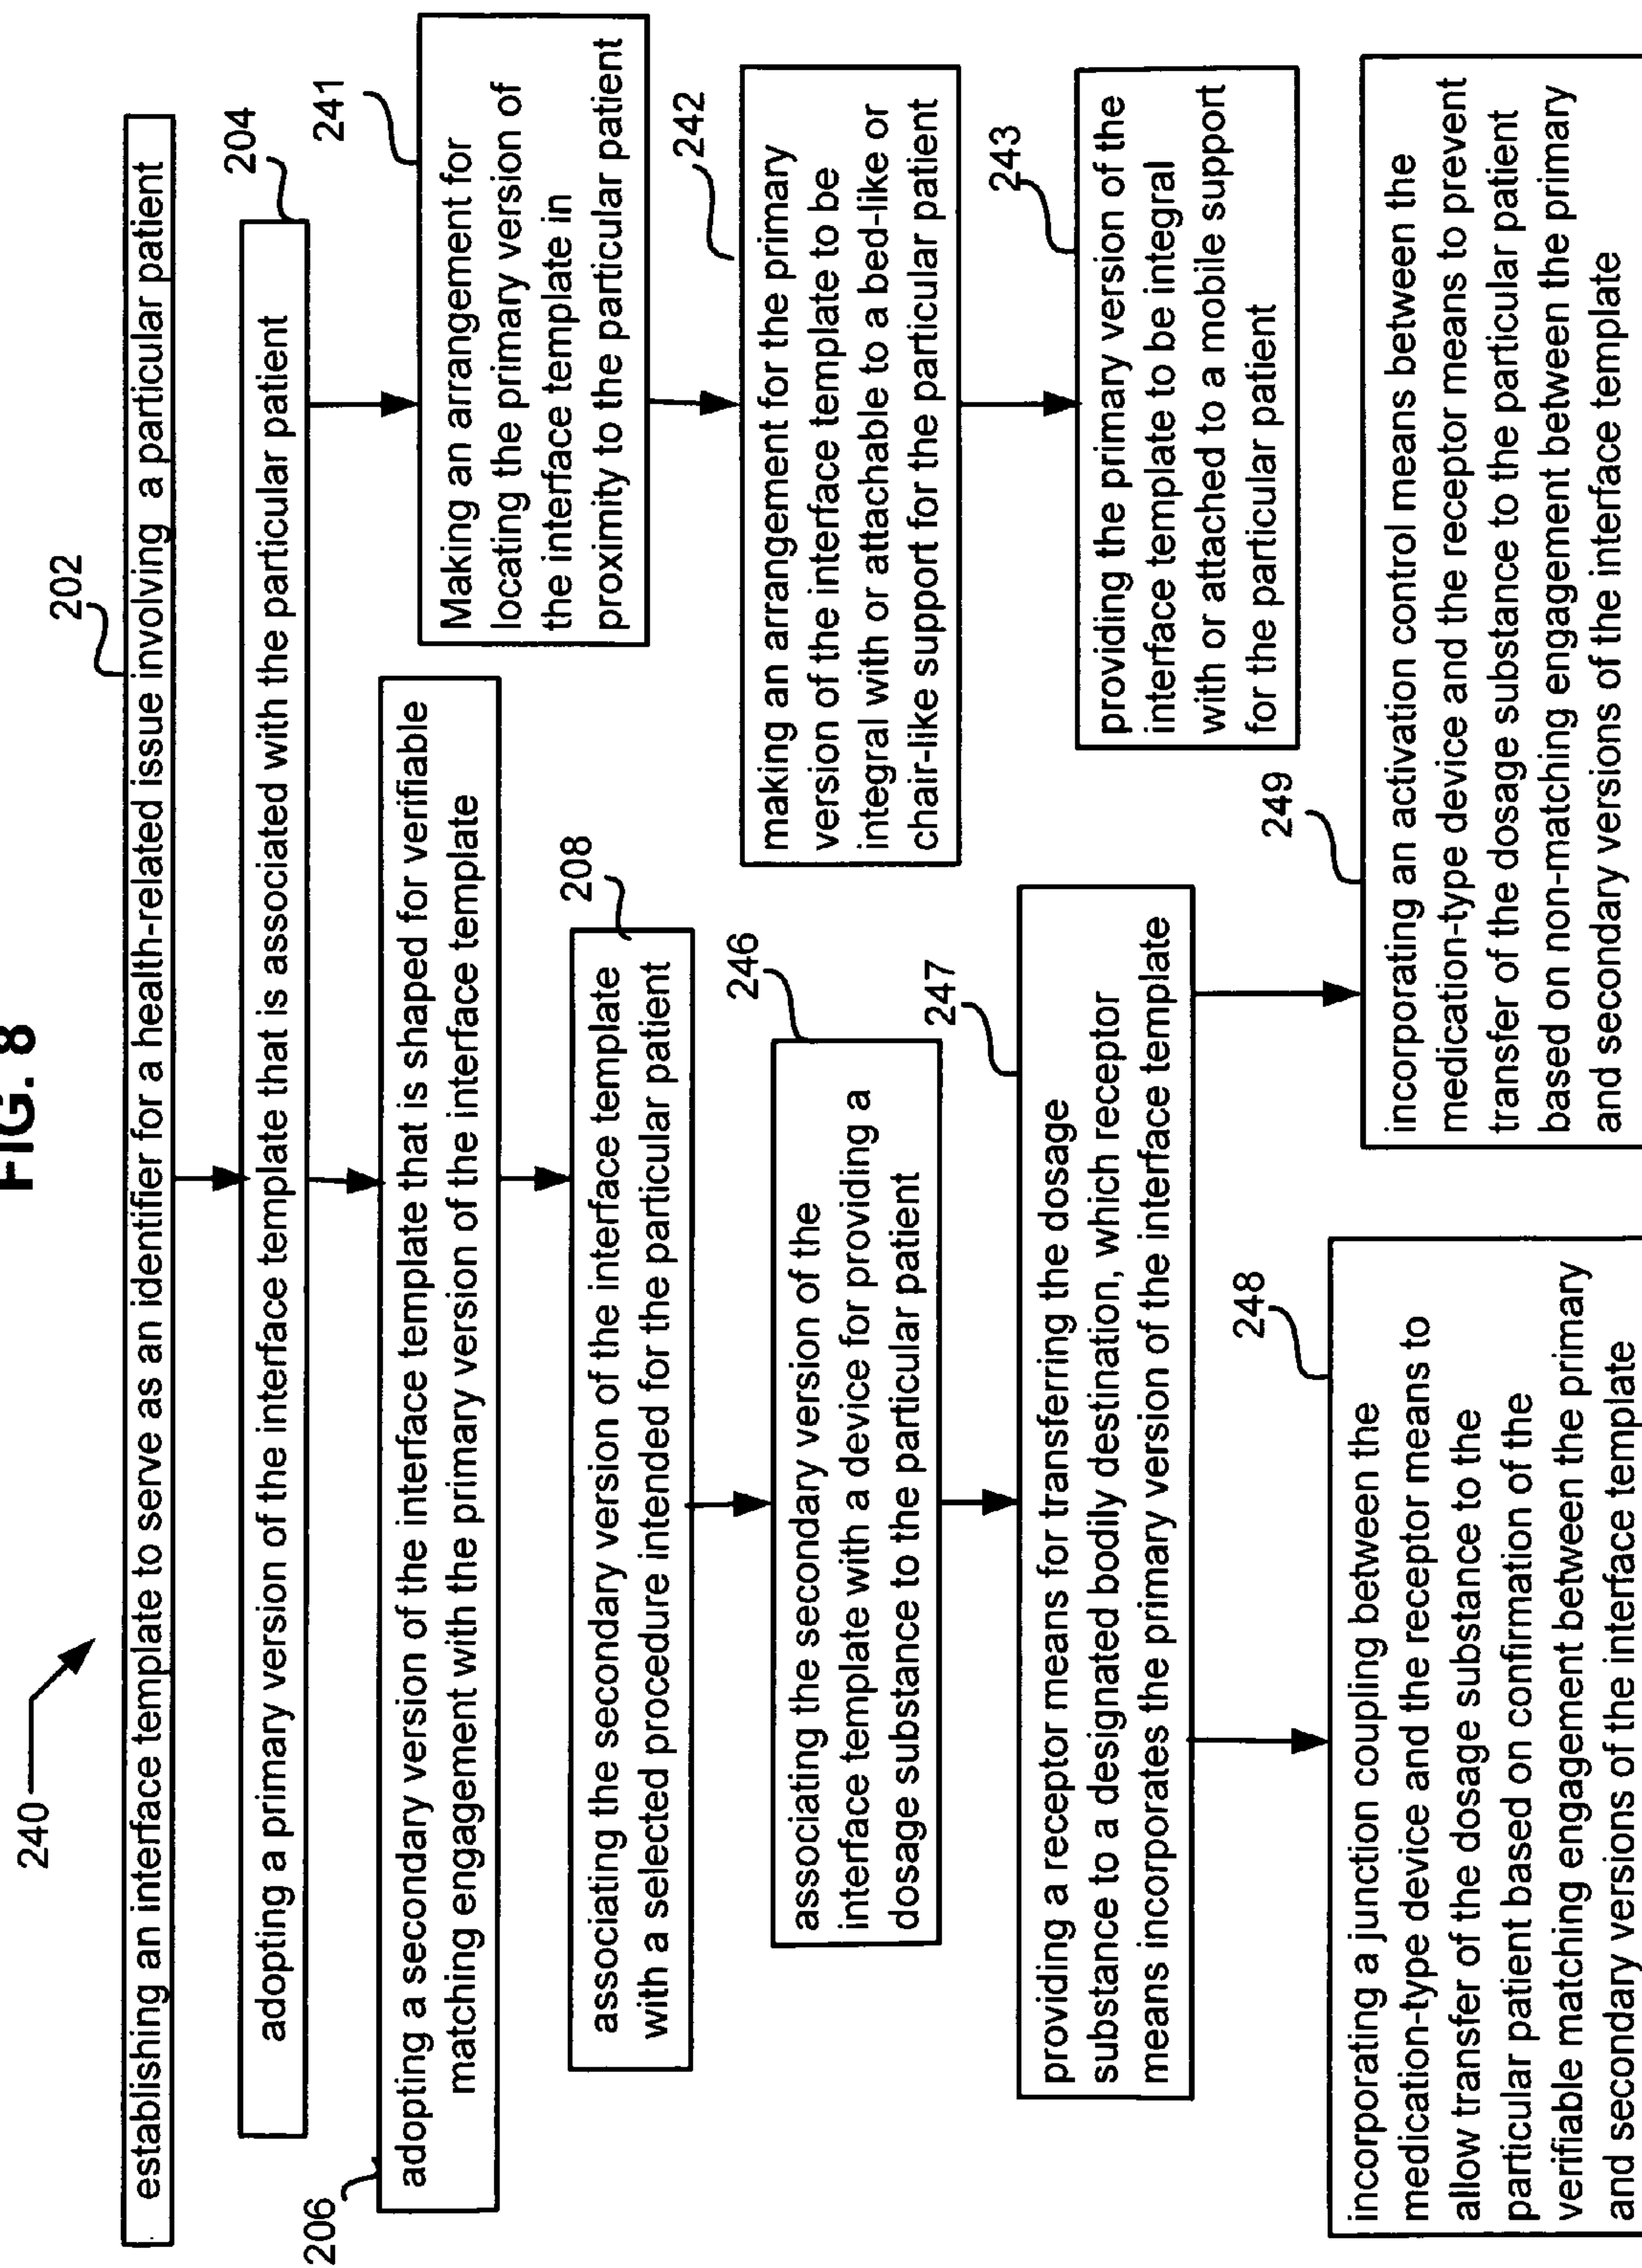 FIG. 8
240
202
establishing an interface template to serve as an identifier for a health-related issue involving a particular patient
204
adopting a primary version of the interface template that is associated with the particular patient
206
adopting a secondary version of the interface template that is shaped for verifiable
matching engagement with the primary version of the interface template
241
Making an arrangement for
locating the primary version of
the interface template in
proximity to the particular patient
208
associating the secondary version of the interface template
with a selected procedure intended for the particular patient
242
making an arrangement for the primary
version of the interface template to be
integral with or attachable to a bed-like or
chair-like support for the particular patient
246
associating the secondary version of the
interface template with a device for providing a
dosage substance to the particular patient
243
providing the primary version of the
interface template to be integral
with or attached to a mobile support
for the particular patient
247
providing a receptor means for transferring the dosage
substance to a designated bodily destination, which receptor
means incorporates the primary version of the interface template
248
incorporating a junction coupling between the
medication-type device and the receptor means to
allow transfer of the dosage substance to the
particular patient based on confirmation of the
verifiable matching engagement between the primary
and secondary versions of the interface template
249
incorporating an activation control means between the
medication-type device and the receptor means to prevent
transfer of the dosage substance to the particular patient
based on non-matching engagement between the primary
and secondary versions of the interface template